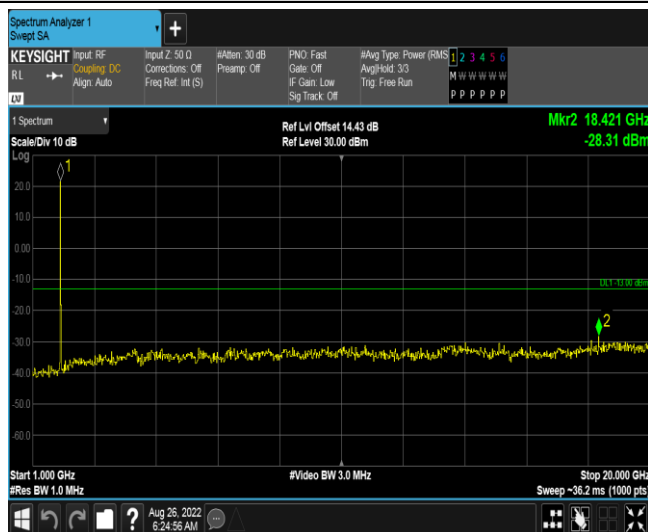 Spectrum Analyzer 1
Swept SA
KEYSIGHT
RL
Input: RF
Coupling: DC
Align: Auto
Input Z: 50 Ω
Corrections: Off
Freq Ref: Int (S)
#Atten: 30 dB
Preamp: Off
PNO: Fast
Gate: Off
IF Gain: Low
Sig Track: Off
#Avg Type: Power (RMS
Avg|Hold: 3/3
Trig: Free Run
1 2 3 4 5 6
M W W W W W
P P P P P P
1 Spectrum
Scale/Div 10 dB
Ref Lvl Offset 14.43 dB
Ref Level 30.00 dBm
Mkr2 18.421 GHz
-28.31 dBm
Log
1
20.0
10.0
0.00
-10.0
DL1 -13.00 dBm
-20.0
2
-30.0
-40.0
-50.0
-60.0
Start 1.000 GHz
#Video BW 3.0 MHz
Stop 20.000 GHz
#Res BW 1.0 MHz
Sweep ~36.2 ms (1000 pts)
?
Aug 26, 2022
6:24:56 AM